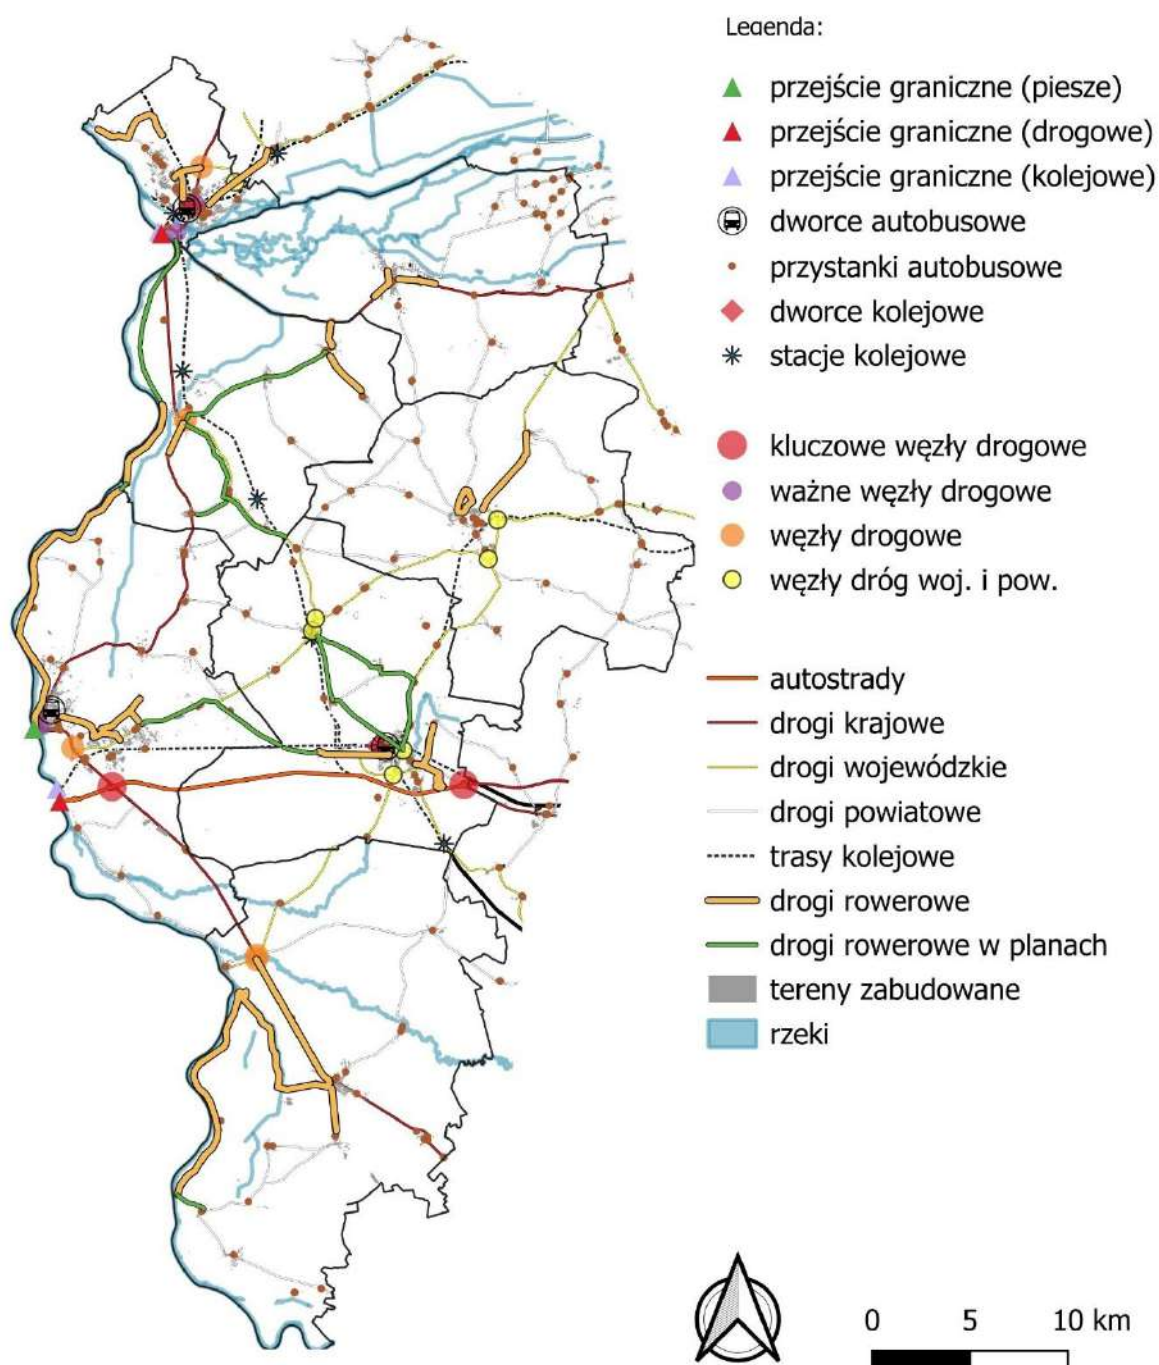 Legenda:
przejście graniczne (piesze)
przejście graniczne (drogowe)
przejście graniczne (kolejowe)
dworce autobusowe
przystanki autobusowe
dworce kolejowe
stacje kolejowe
kluczowe węzły drogowe
ważne węzły drogowe
węzły drogowe
węzły dróg woj. i pow.
autostrady
drogi krajowe
drogi wojewódzkie
drogi powiatowe
trasy kolejowe
drogi rowerowe
drogi rowerowe w planach
tereny zabudowane
rzeki
0 5 10 km